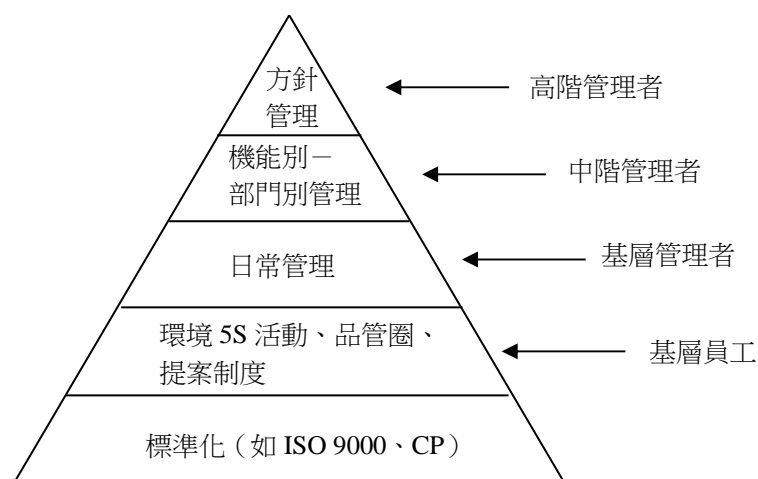 方針
管理
高階管理者
機能別－
部門別管理
中階管理者
日常管理
基層管理者
環境 5S 活動、品管圈、
提案制度
基層員工
標準化（如 ISO 9000、CP）